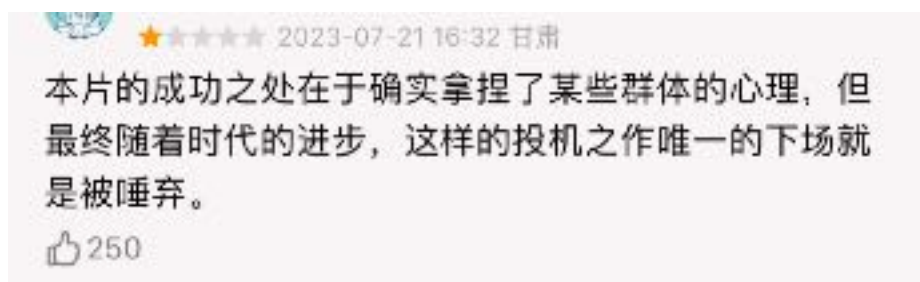 2023-07-21 16:32 甘肃
本片的成功之处在于确实拿捏了某些群体的心理，但
最终随着时代的进步，这样的投机之作唯一的下场就
是被唾弃。
250